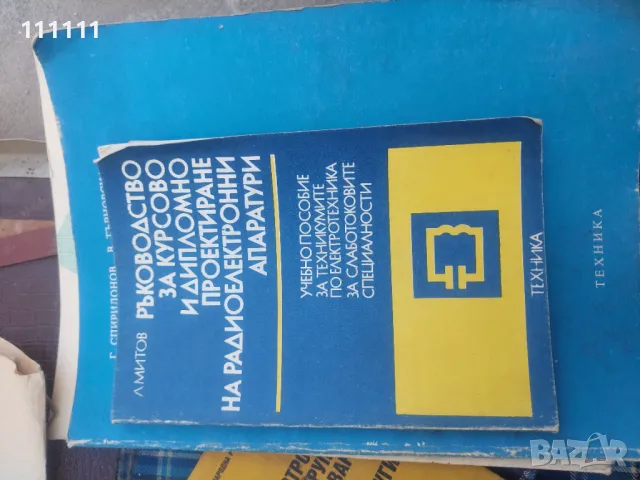 111111
Л. МИТОВ
РЪКОВОДСТВО
ЗА КУРСОВО
И ДИПЛОМНО
ПРОЕКТИРАНЕ
НА РАДИОЕЛЕКТРОННИ
АПАРАТУРИ
УЧЕБНО ПОСОБИЕ
ЗА ТЕХНИКУМИТЕ
ПО ЕЛЕКТРОТЕХНИКА
ЗА СЛАБОТОКОВИТЕ
СПЕЦИАЛНОСТИ
ТЕХНИКА
Г. СПИРИДОНОВ
ТЕХНИКА
BAZAR